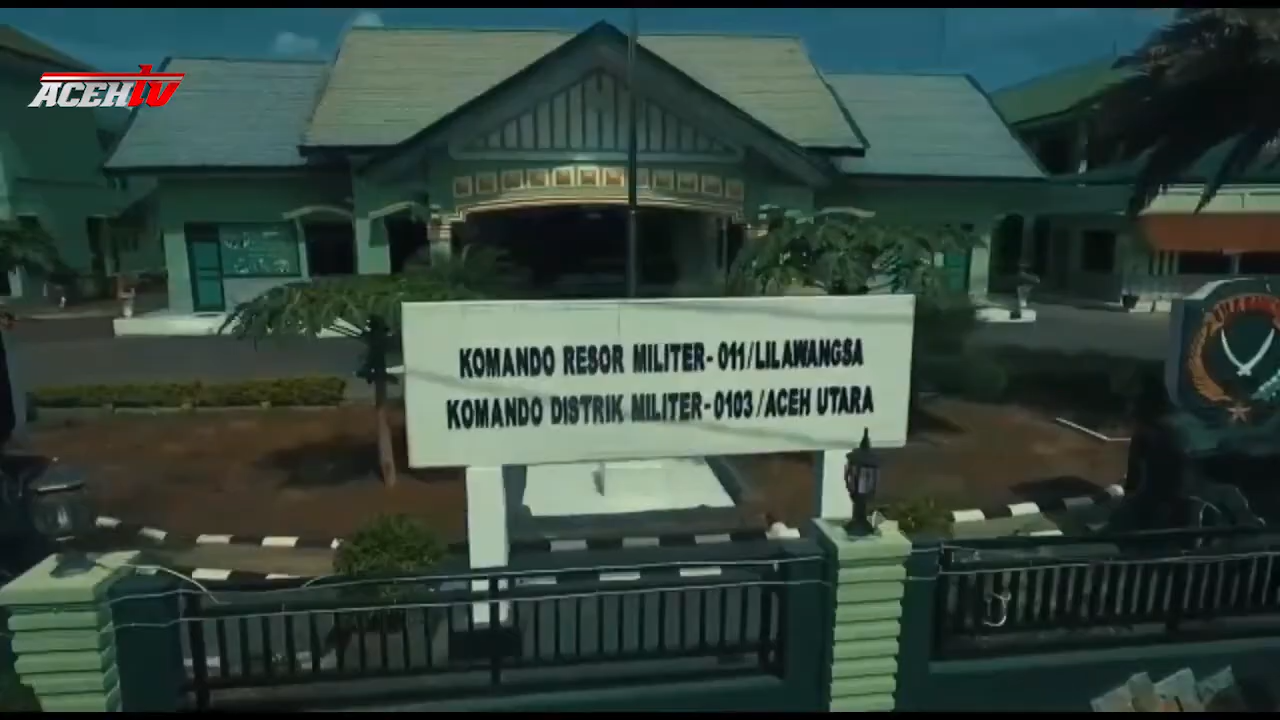 ACEHTV
KOMANDO RESOR MILITER-011/LILAWANGSA
KOMANDO DISTRIK MILITER-0103/ACEH UTARA